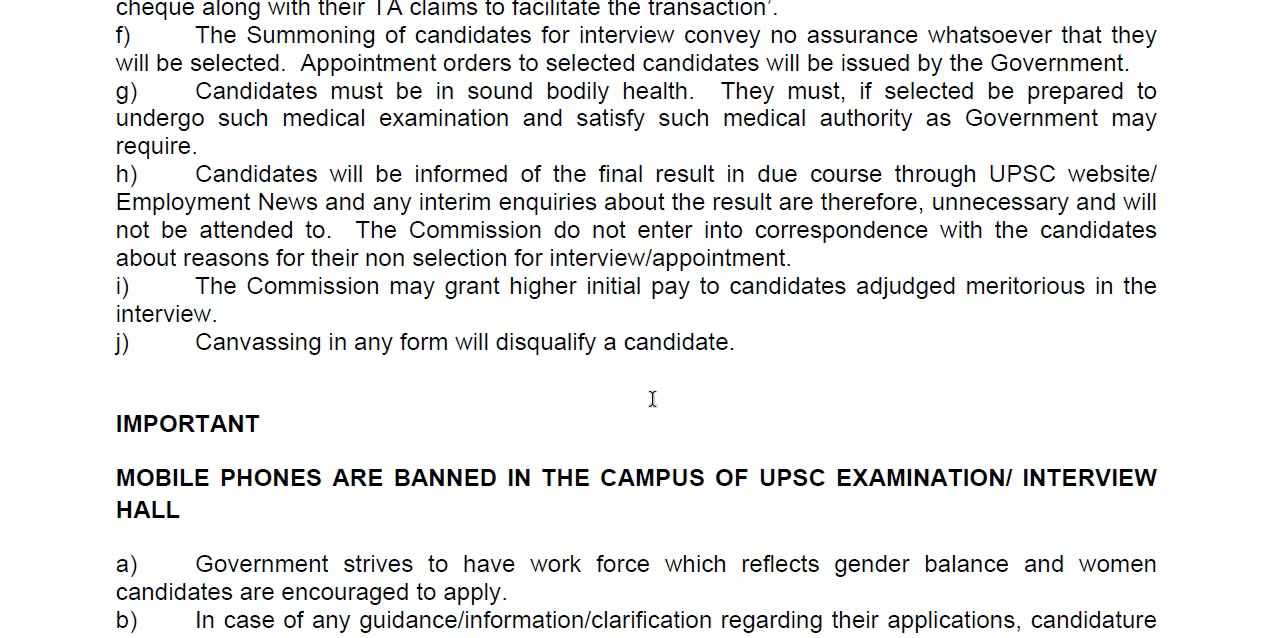 cheque along with their TA claims to facilitate the transaction'.
f) The Summoning of candidates for interview convey no assurance whatsoever that they
will be selected. Appointment orders to selected candidates will be issued by the Government.
g) Candidates must be in sound bodily health. They must, if selected be prepared to
undergo such medical examination and satisfy such medical authority as Government may
require.
h) Candidates will be informed of the final result in due course through UPSC website/
Employment News and any interim enquiries about the result are therefore, unnecessary and will
not be attended to. The Commission do not enter into correspondence with the candidates
about reasons for their non selection for interview/appointment.
i) The Commission may grant higher initial pay to candidates adjudged meritorious in the
interview.
j) Canvassing in any form will disqualify a candidate.
IMPORTANT
MOBILE PHONES ARE BANNED IN THE CAMPUS OF UPSC EXAMINATION/ INTERVIEW
HALL
a) Government strives to have work force which reflects gender balance and women
candidates are encouraged to apply.
b) In case of any guidance/information/clarification regarding their applications, candidature